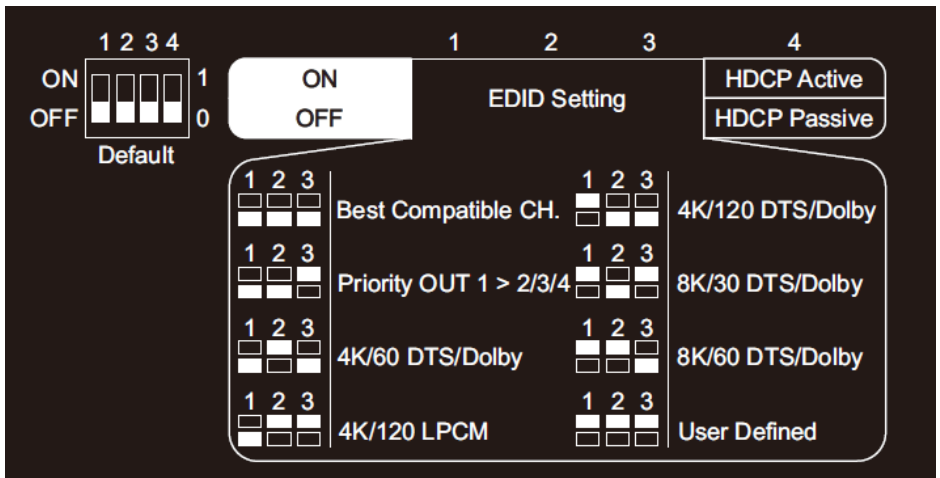 1 2 3 4
ON 1
OFF 0
Default
1 2 3 4
ON
OFF
EDID Setting
HDCP Active
HDCP Passive
1 2 3
Best Compatible CH.
1 2 3
4K/120 DTS/Dolby
1 2 3
Priority OUT 1 > 2/3/4
1 2 3
8K/30 DTS/Dolby
1 2 3
4K/60 DTS/Dolby
1 2 3
8K/60 DTS/Dolby
1 2 3
4K/120 LPCM
1 2 3
User Defined